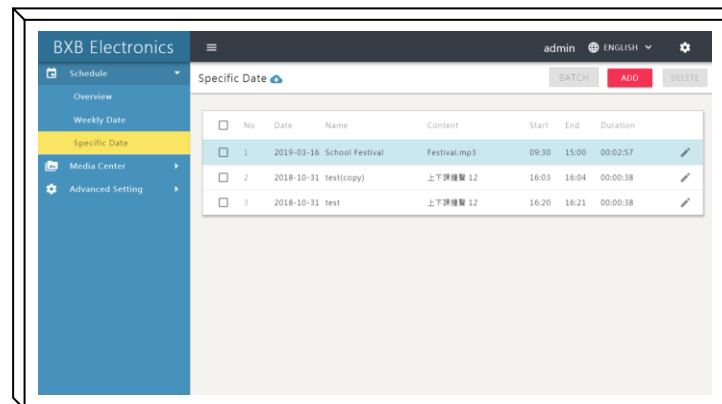 BXB Electronics
admin ENGLISH
Schedule
Overview
Weekly Date
Specific Date
Media Center
Advanced Setting
Specific Date
BATCH ADD DELETE
No Date Name Content Start End Duration
1 2019-03-16 School Festival Festival.mp3 09:30 15:00 00:02:57
2 2018-10-31 test(copy) 上下課鐘聲 12 16:03 16:04 00:00:38
3 2018-10-31 test 上下課鐘聲 12 16:20 16:21 00:00:38